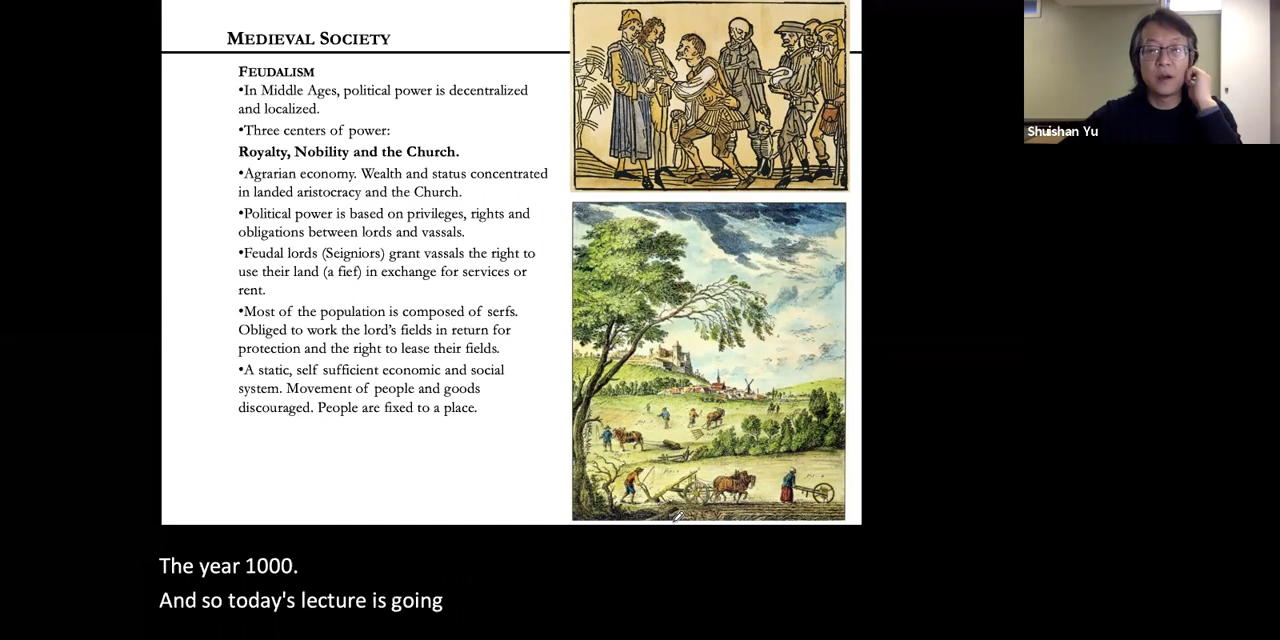 MEDIEVAL SOCIETY
FEUDALISM
•In Middle Ages, political power is decentralized
and localized.
•Three centers of power:
Royalty, Nobility and the Church.
•Agrarian economy. Wealth and status concentrated
in landed aristocracy and the Church.
•Political power is based on privileges, rights and
obligations between lords and vassals.
•Feudal lords (Seigniors) grant vassals the right to
use their land (a fief) in exchange for services or
rent.
•Most of the population is composed of serfs.
Obliged to work the lord's fields in return for
protection and the right to lease their fields.
•A static, self sufficient economic and social
system. Movement of people and goods
discouraged. People are fixed to a place.
Shuishan Yu
The year 1000.
And so today's lecture is going